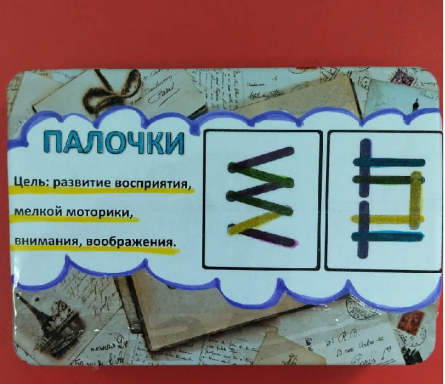 ПАЛОЧКИ
Цель: развитие восприятия,
мелкой моторики,
внимания, воображения.